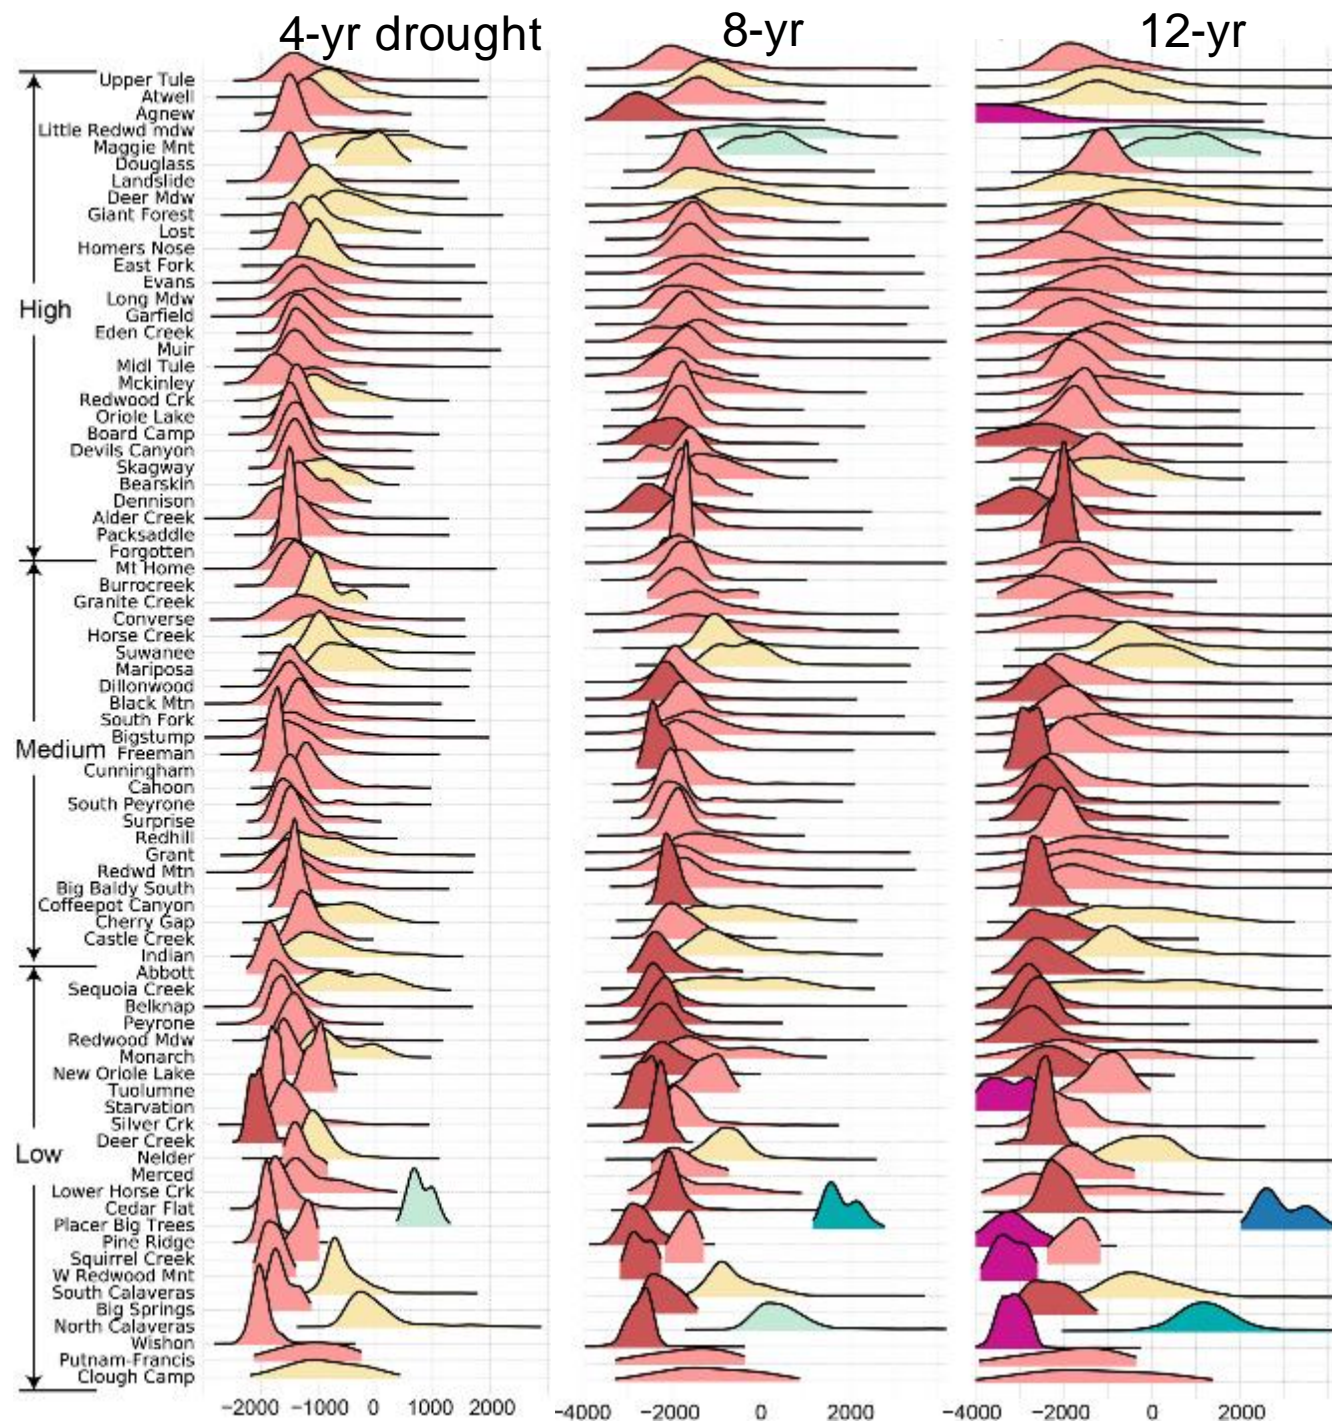 4-yr drought 8-yr 12-yr
Upper Tule
Atwell
Agnew
Little Redwd mdw
Maggie Mnt
Douglass
Landslide
Deer Mdw
Giant Forest
Lost
Homers Nose
East Fork
Evans
Long Mdw
High
Garfield
Eden Creek
Muir
Midl Tule
Mckinley
Redwood Crk
Oriole Lake
Board Camp
Devils Canyon
Skagway
Bearskin
Dennison
Alder Creek
Packsaddle
Forgotten
Mt Home
Burrocreek
Granite Creek
Converse
Horse Creek
Suwanee
Mariposa
Dillonwood
Black Mtn
South Fork
Bigstump
Medium
Freeman
Cunningham
Cahoon
South Peyrone
Surprise
Redhill
Grant
Redwd Mtn
Big Baldy South
Coffeepot Canyon
Cherry Gap
Castle Creek
Indian
Abbott
Sequoia Creek
Belknap
Peyrone
Redwood Mdw
Monarch
New Oriole Lake
Tuolumne
Starvation
Silver Crk
Deer Creek
Low
Nelder
Merced
Lower Horse Crk
Cedar Flat
Placer Big Trees
Pine Ridge
Squirrel Creek
W Redwood Mnt
South Calaveras
Big Springs
North Calaveras
Wishon
Putnam-Francis
Clough Camp
−2000 −1000 0 1000 2000 −4000 −2000 0 2000 −4000 −2000 0 2000